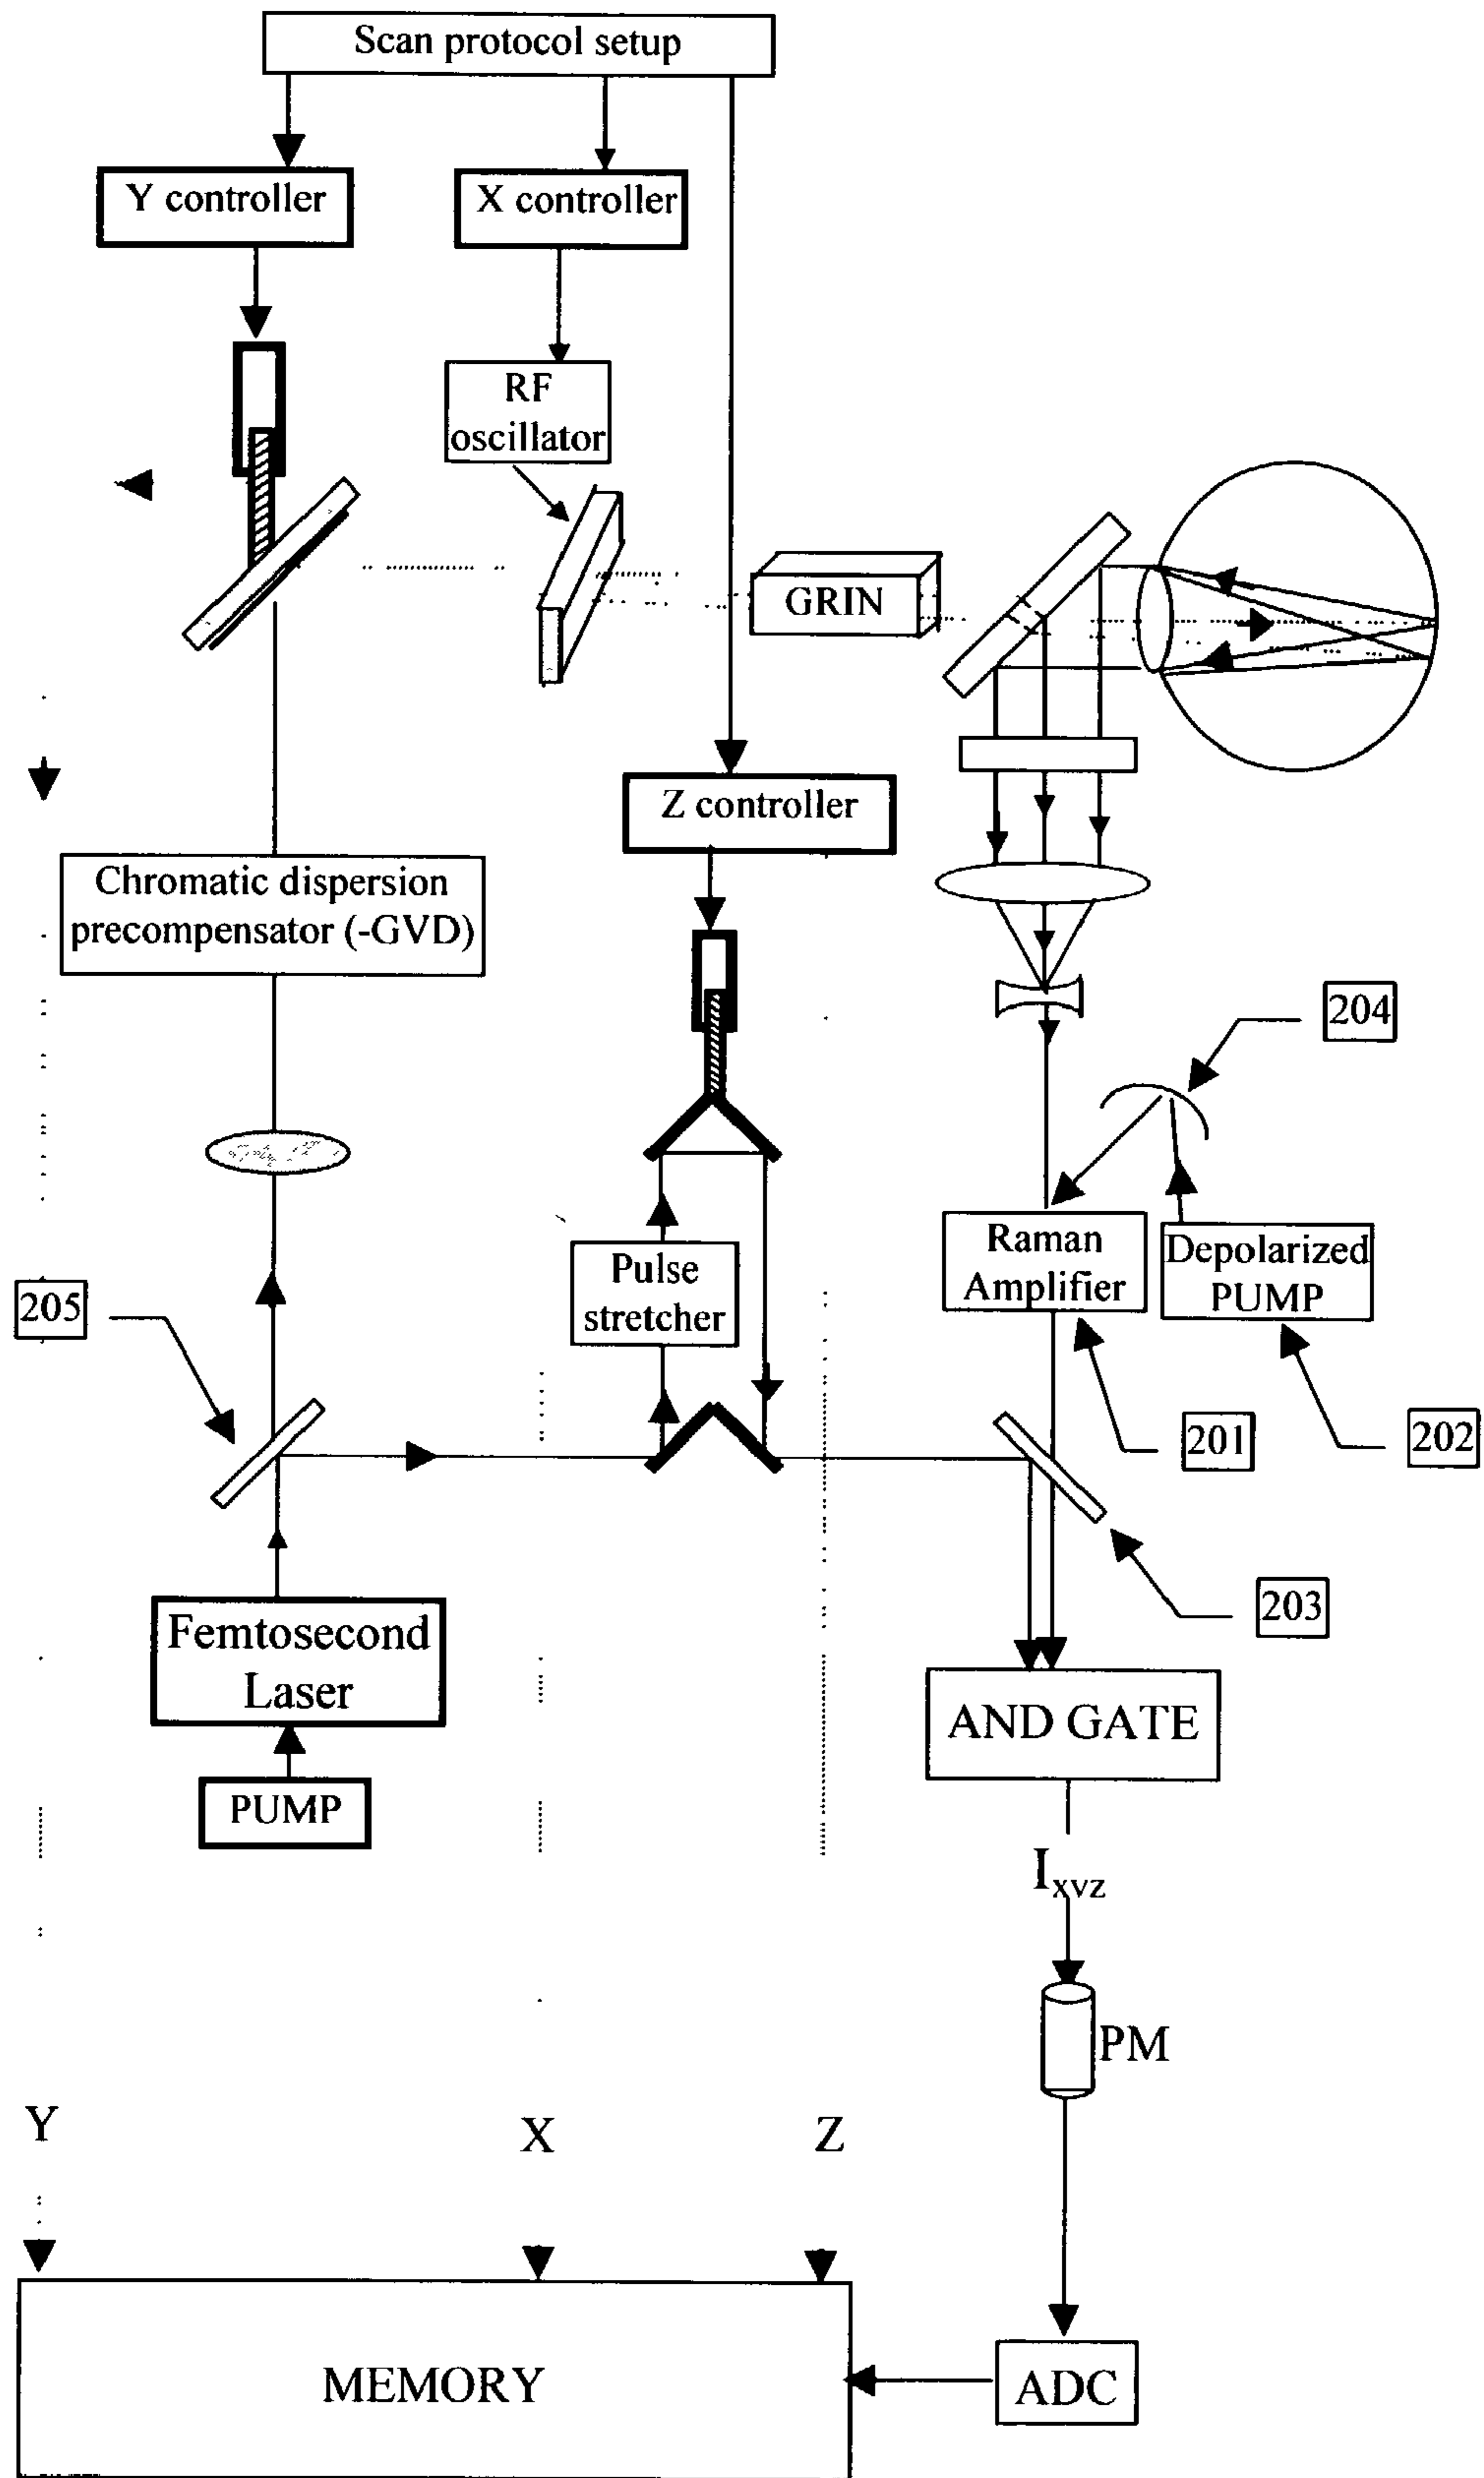 Scan protocol setup
Y controller
X controller
RF
oscillator
GRIN
Z controller
Chromatic dispersion
precompensator (-GVD)
204
Raman
Amplifier
Depolarized
PUMP
Pulse
stretcher
205
201
202
203
Femtosecond
Laser
AND GATE
PUMP
Ixyz
PM
Y
X
Z
MEMORY
ADC